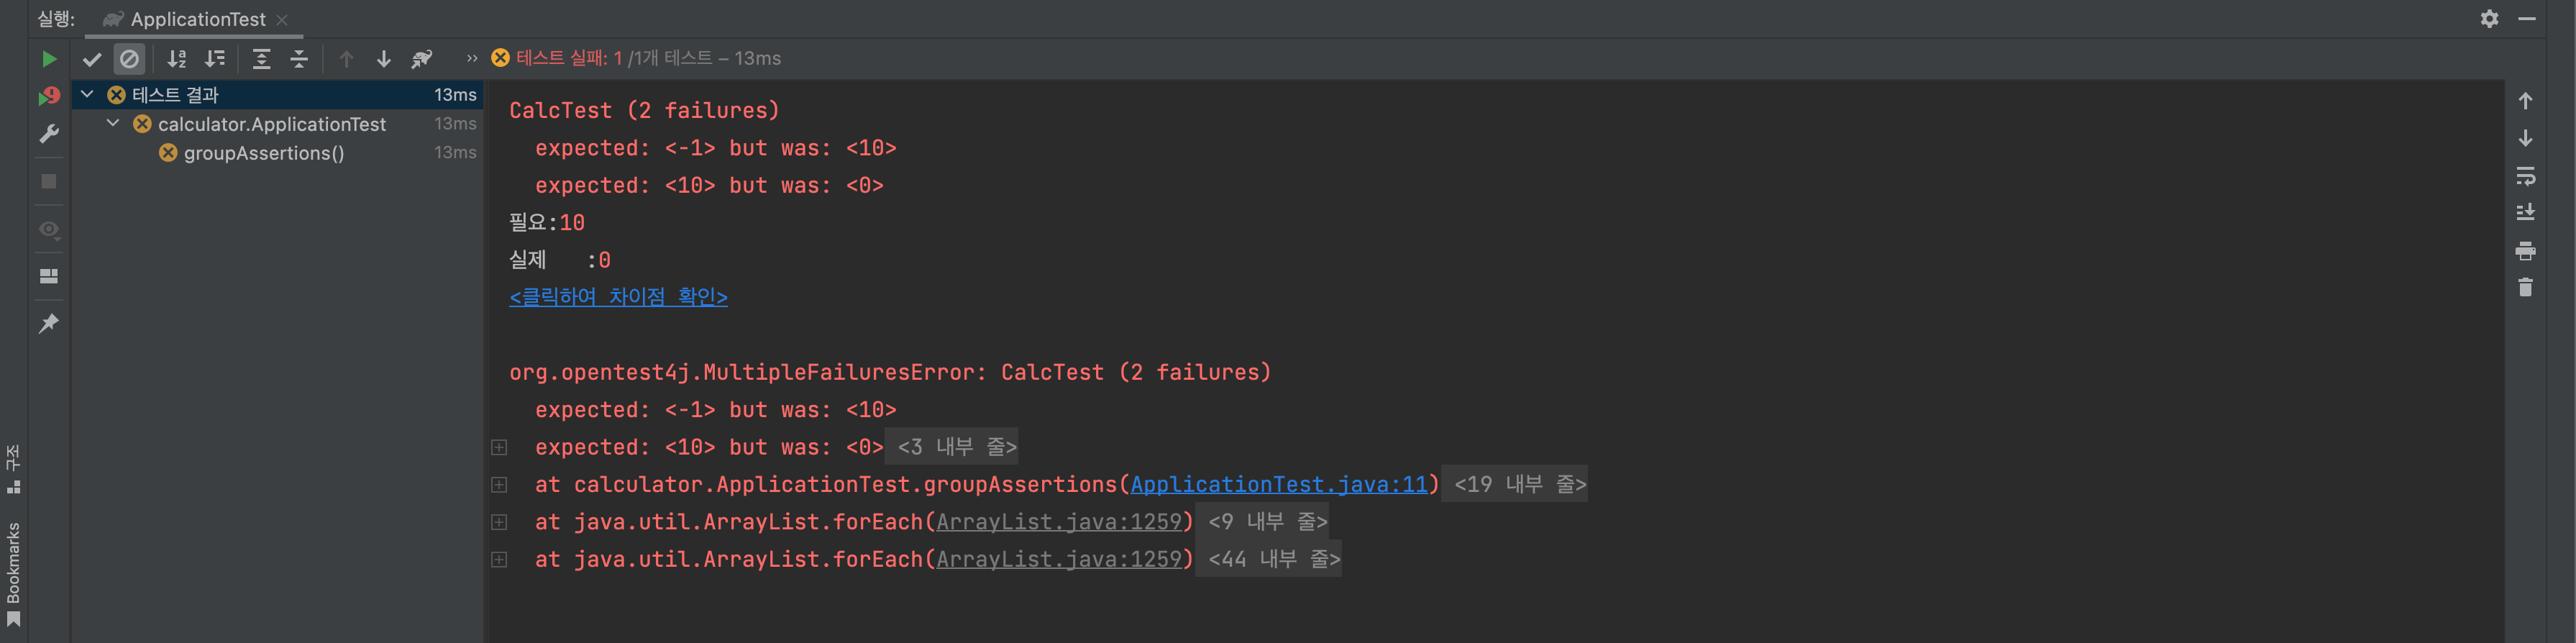 실행: ApplicationTest
테스트 실패: 1 /1개 테스트 – 13ms
테스트 결과 13ms
calculator.ApplicationTest 13ms
groupAssertions() 13ms
CalcTest (2 failures)
expected: <-1> but was: <10>
expected: <10> but was: <0>
필요:10
실제 :0
<클릭하여 차이점 확인>
org.opentest4j.MultipleFailuresError: CalcTest (2 failures)
expected: <-1> but was: <10>
expected: <10> but was: <0> <3 내부 줄>
at calculator.ApplicationTest.groupAssertions(ApplicationTest.java:11) <19 내부 줄>
at java.util.ArrayList.forEach(ArrayList.java:1259) <9 내부 줄>
at java.util.ArrayList.forEach(ArrayList.java:1259) <44 내부 줄>
구조
Bookmarks